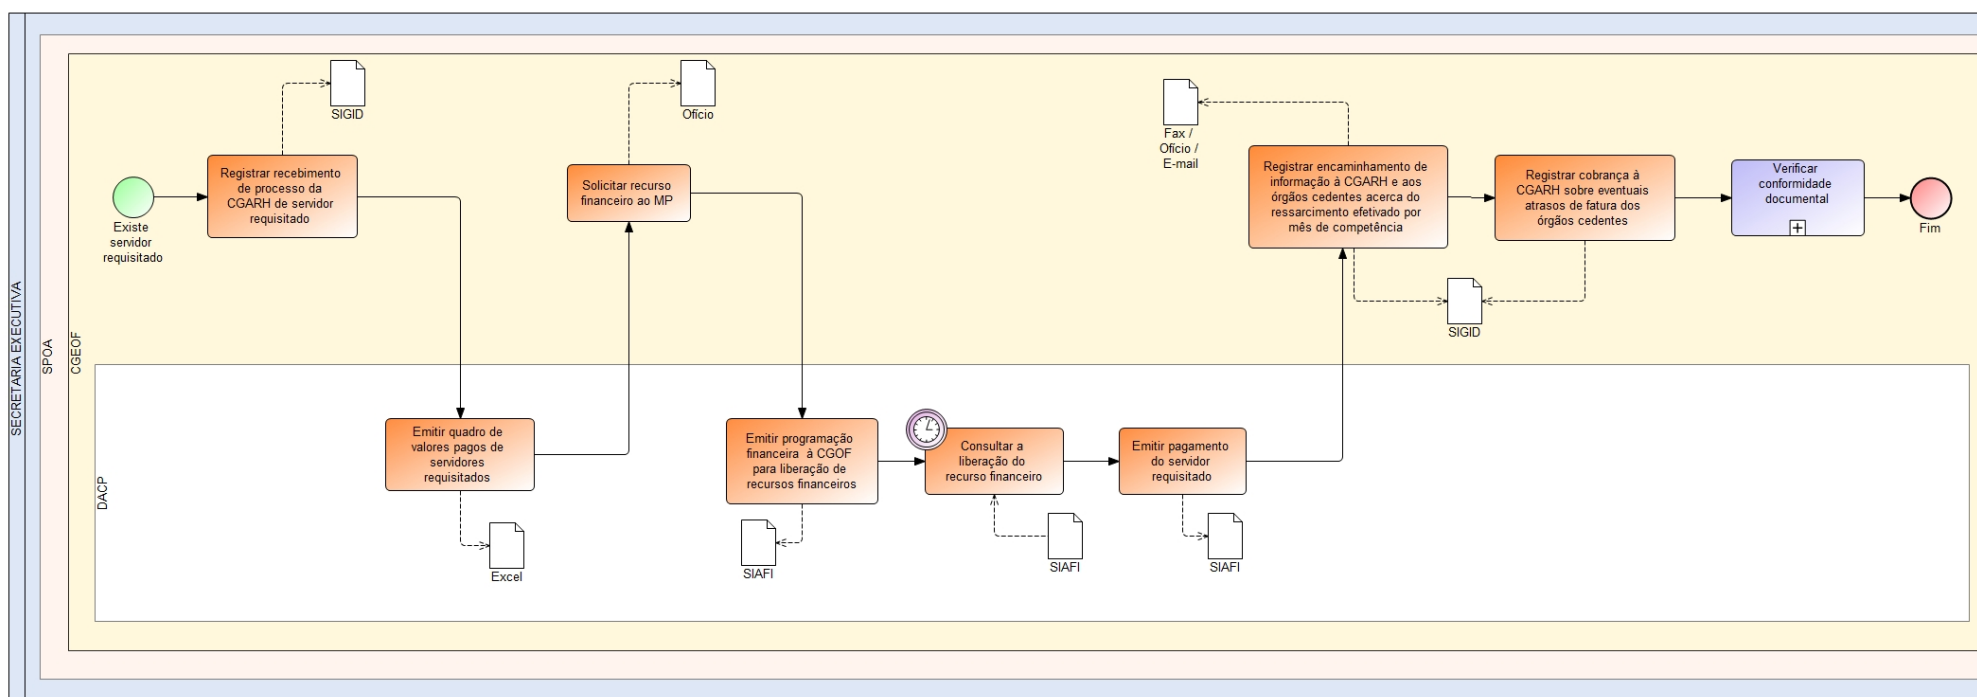 SECRETARIA EXECUTIVA
SPOA
CGEOF
DACP
Existe
servidor
requisitado
Registrar recebimento
de processo da
CGARH de servidor
requisitado
SIGID
Emitir quadro de
valores pagos de
servidores
requisitados
Excel
Solicitar recurso
financeiro ao MP
Ofício
Emitir programação
financeira à CGOF
para liberação de
recursos financeiros
SIAFI
Consultar a
liberação do
recurso financeiro
SIAFI
Emitir pagamento
do servidor
requisitado
SIAFI
Fax /
Ofício /
E-mail
Registrar encaminhamento de
informação à CGARH e aos
órgãos cedentes acerca do
ressarcimento efetivado por
mês de competência
SIGID
Registrar cobrança à
CGARH sobre eventuais
atrasos de fatura dos
órgãos cedentes
Verificar
conformidade
documental
Fim